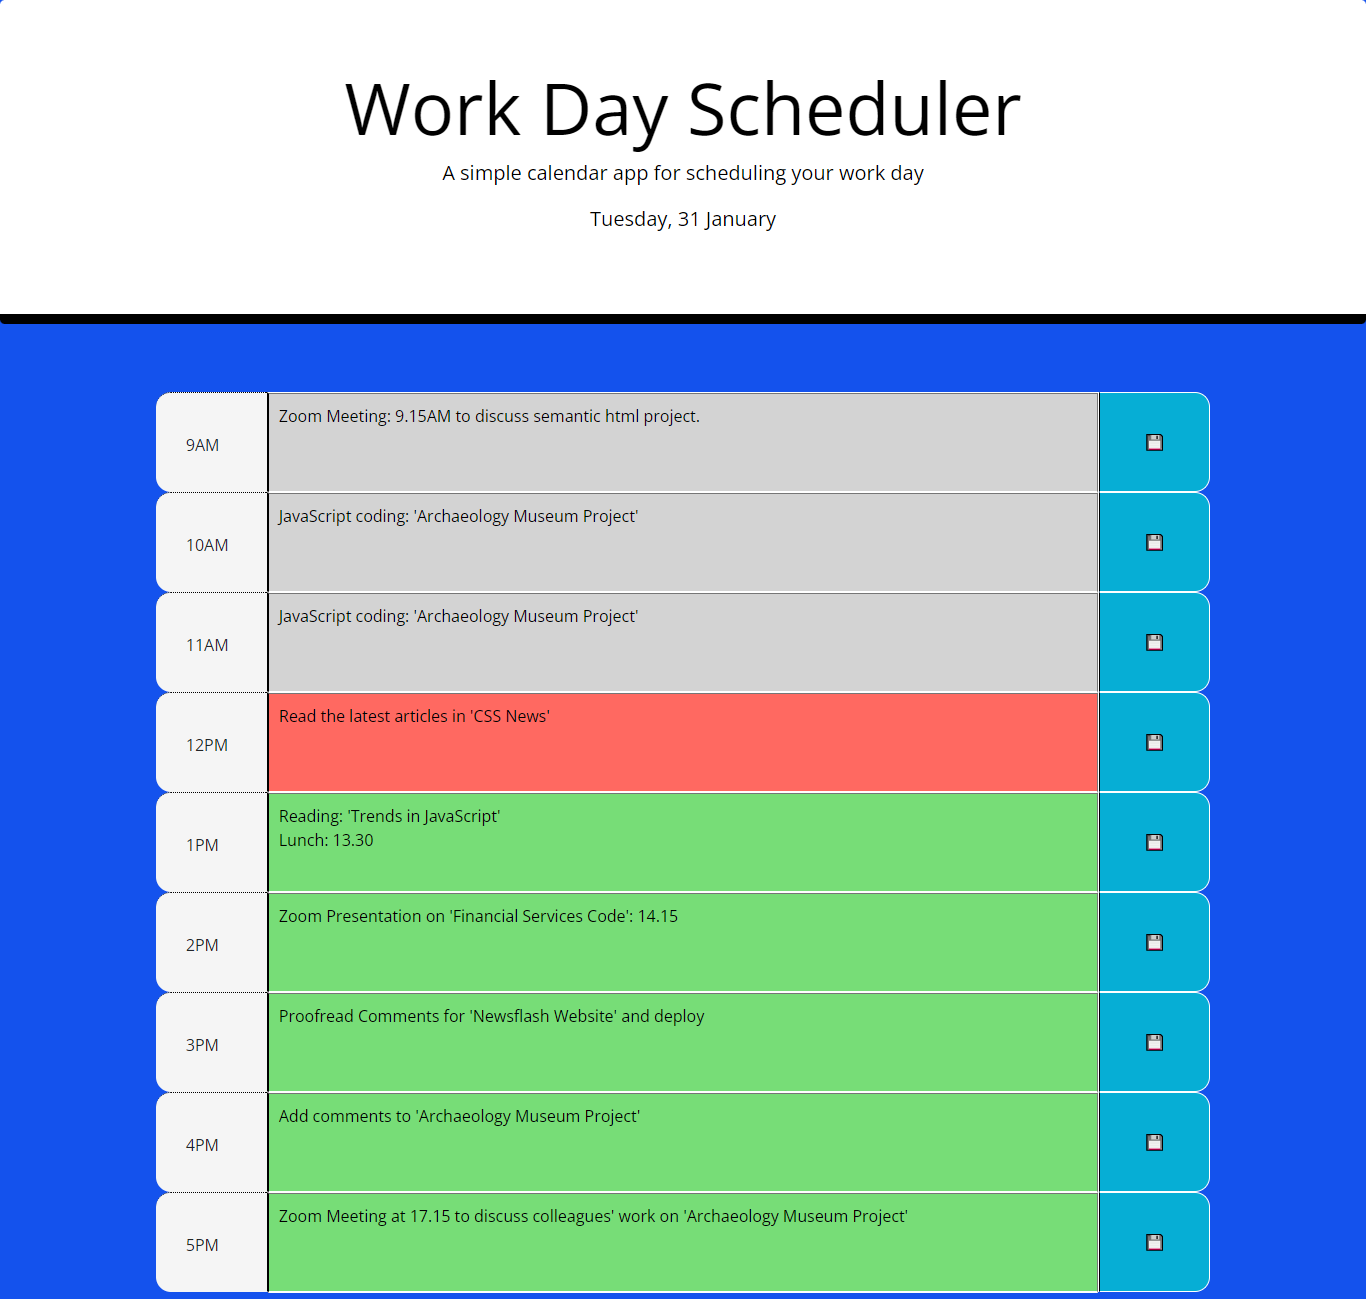 Work Day Scheduler
A simple calendar app for scheduling your work day
Tuesday, 31 January
9AM
Zoom Meeting: 9.15AM to discuss semantic html project.
10AM
JavaScript coding: 'Archaeology Museum Project'
11AM
JavaScript coding: 'Archaeology Museum Project'
12PM
Read the latest articles in 'CSS News'
1PM
Reading: 'Trends in JavaScript'
Lunch: 13.30
2PM
Zoom Presentation on 'Financial Services Code': 14.15
3PM
Proofread Comments for 'Newsflash Website' and deploy
4PM
Add comments to 'Archaeology Museum Project'
5PM
Zoom Meeting at 17.15 to discuss colleagues' work on 'Archaeology Museum Project'